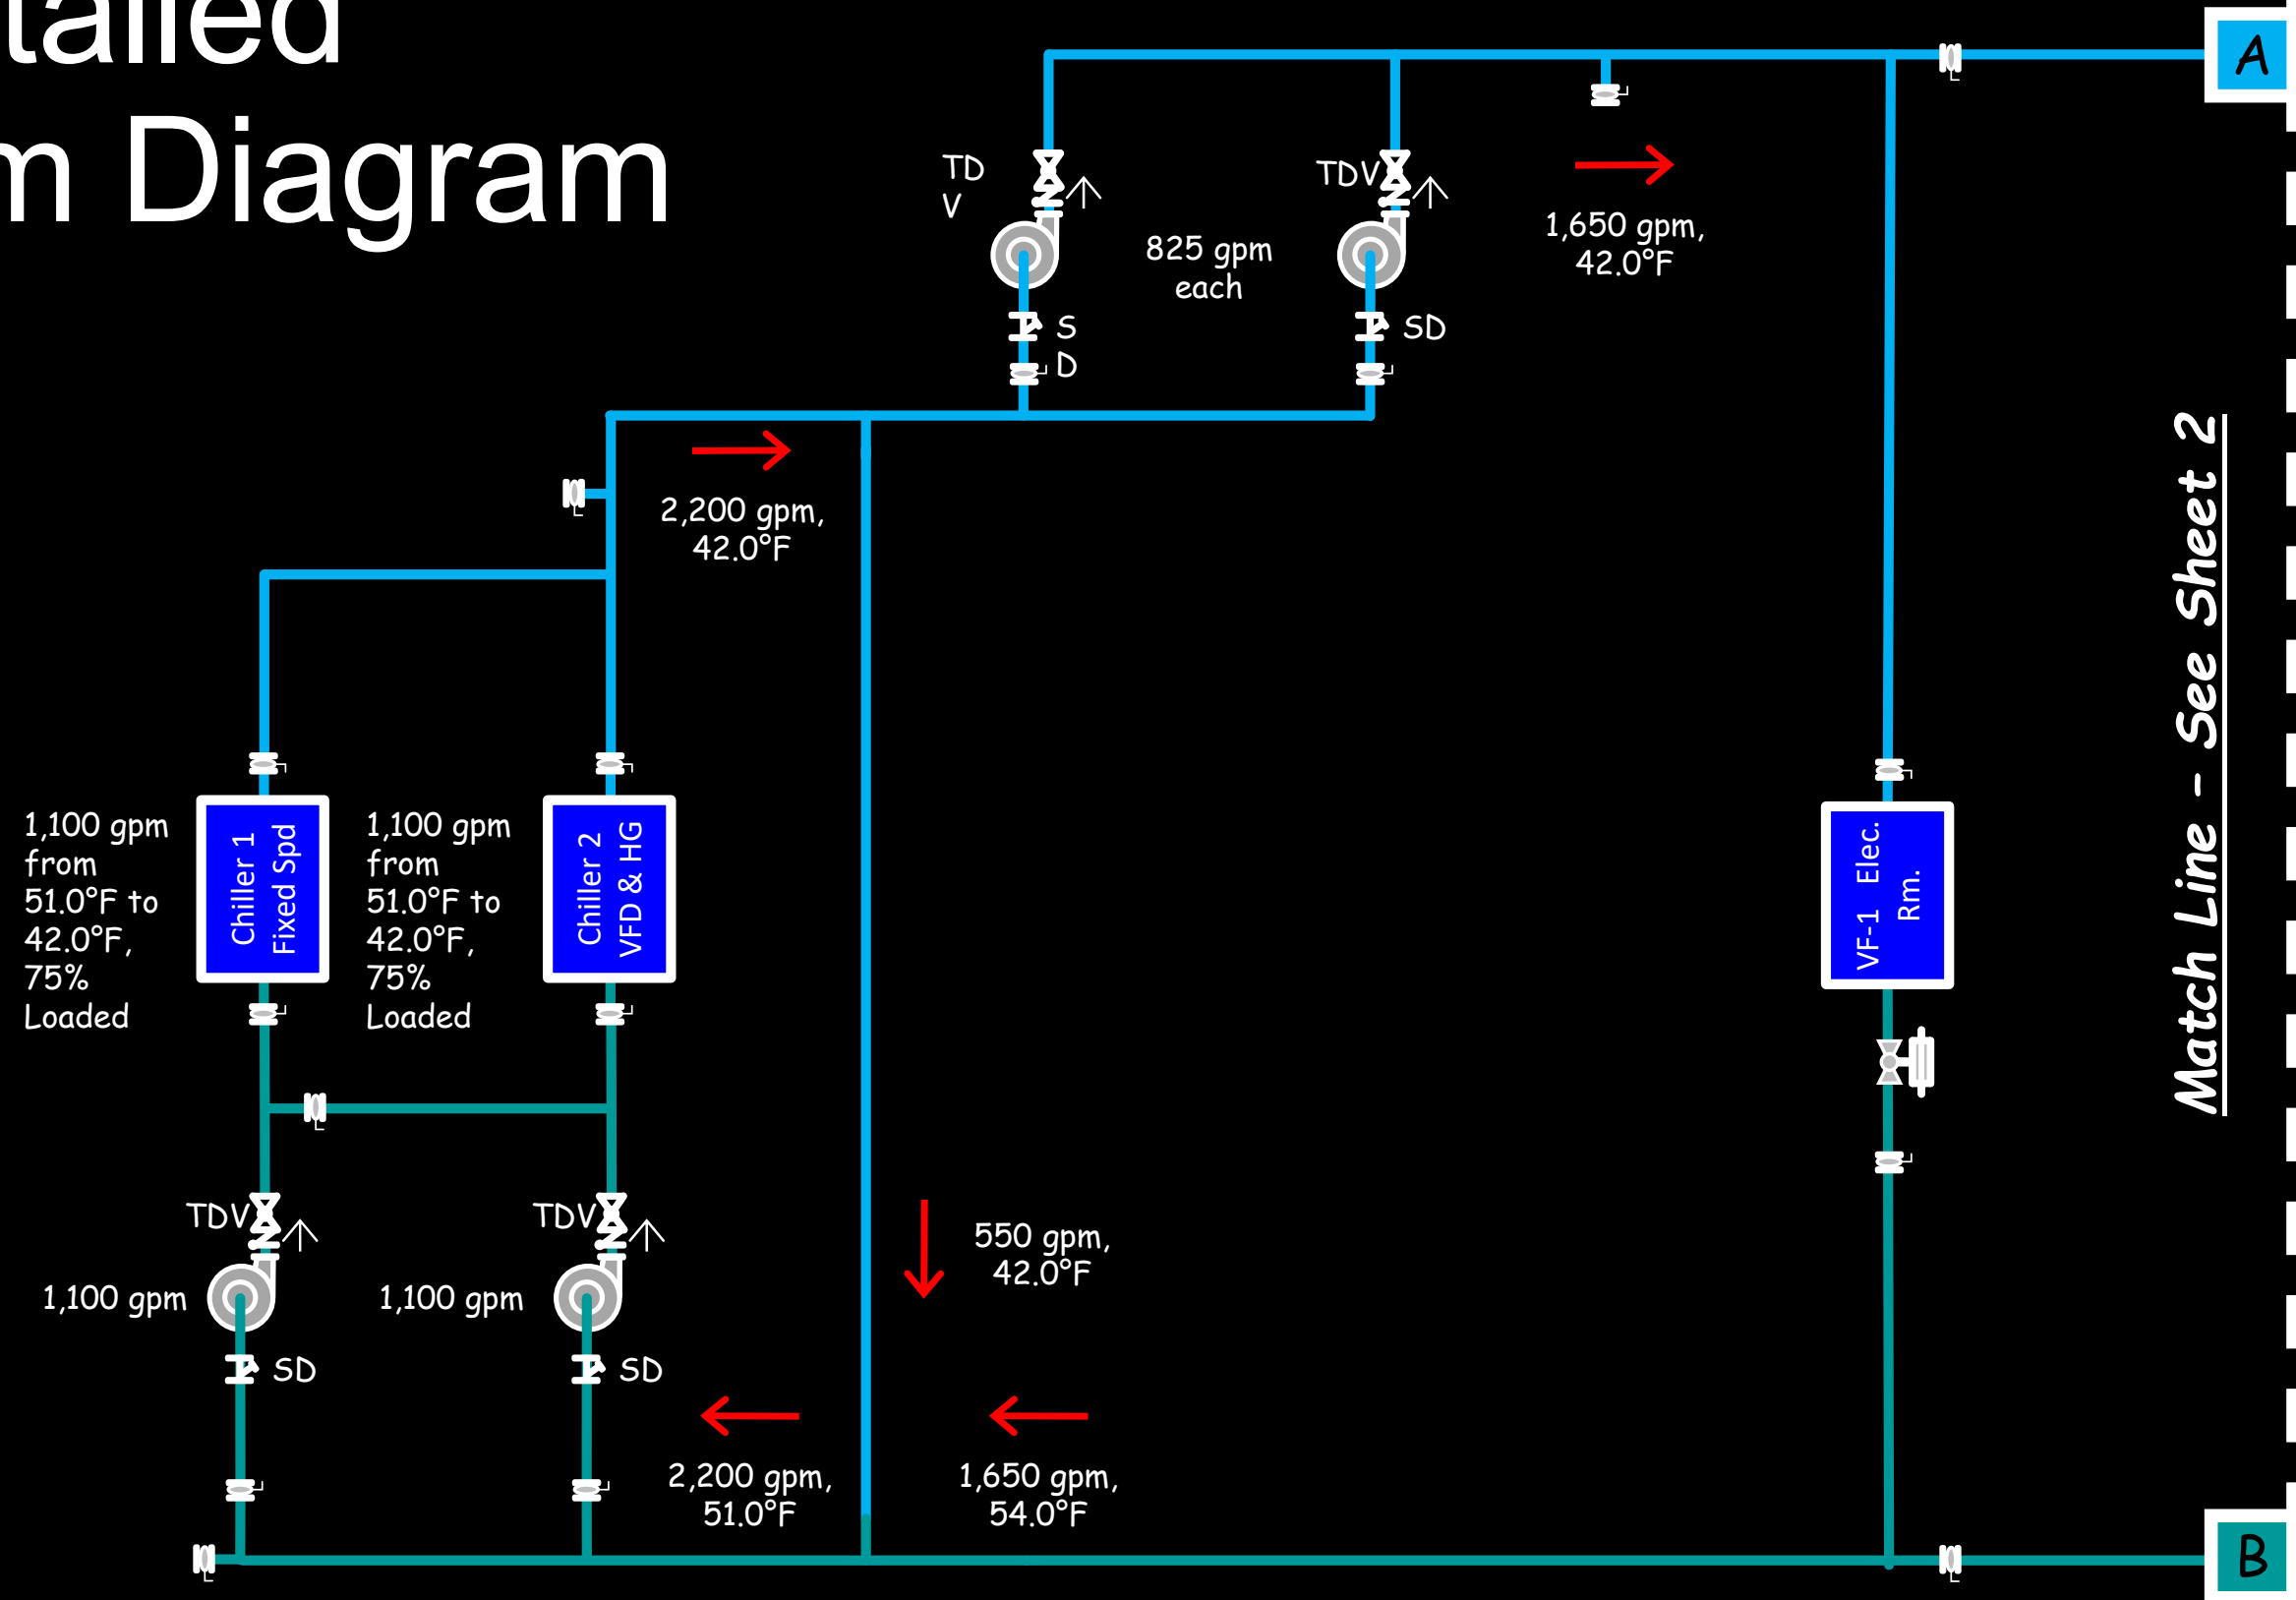 tailed
m Diagram
A
TD
V
TDV
825 gpm
each
1,650 gpm,
42.0°F
S
D
SD
2,200 gpm,
42.0°F
Match Line - See Sheet 2
1,100 gpm
from
51.0°F to
42.0°F,
75%
Loaded
Chiller 1
Fixed Spd
1,100 gpm
from
51.0°F to
42.0°F,
75%
Loaded
Chiller 2
VFD & HG
VF-1 Elec.
Rm.
TDV
TDV
550 gpm,
42.0°F
1,100 gpm
1,100 gpm
SD
SD
2,200 gpm,
51.0°F
1,650 gpm,
54.0°F
B